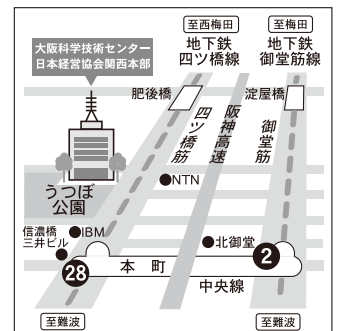 至西梅田
至梅田
大阪科学技術センター
日本経営協会関西本部
地下鉄
四ツ橋線
地下鉄
御堂筋線
肥後橋
淀屋橋
四ツ橋筋
阪神高速
御堂筋
NTN
うつぼ
公園
信濃橋
三井ビル
IBM
北御堂
2
28
本町
中央線
至難波
至難波